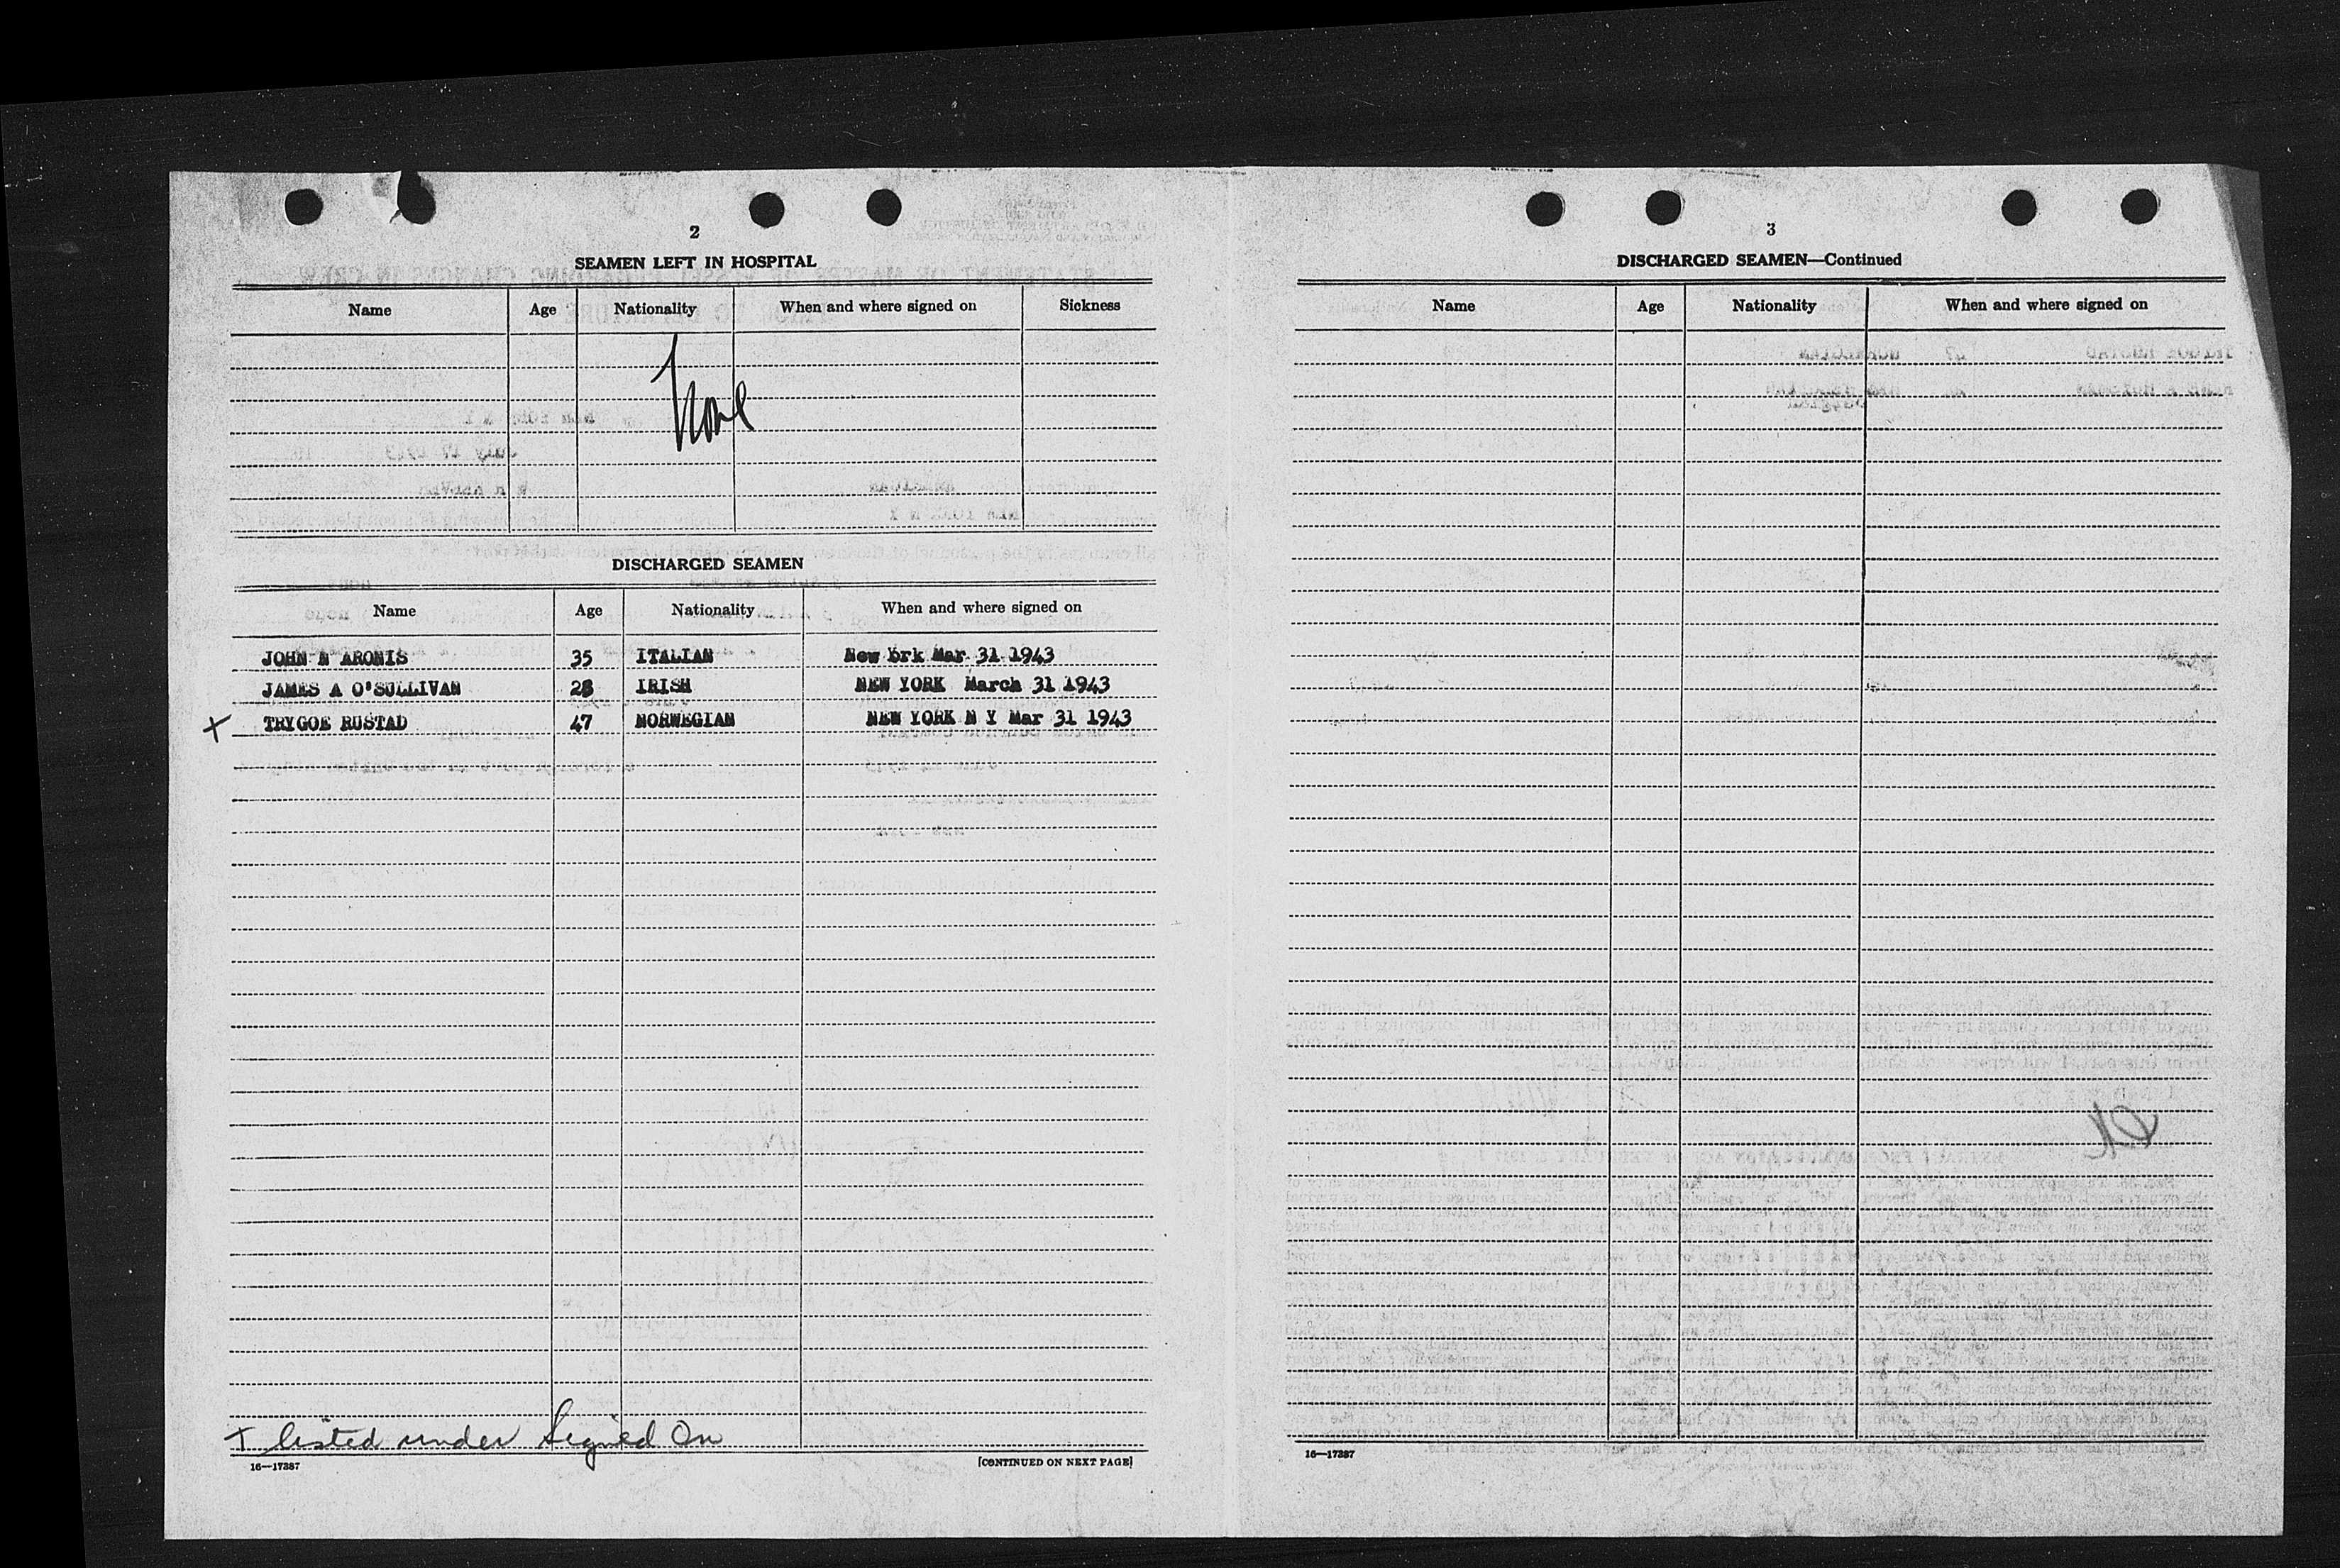 2
SEAMEN LEFT IN HOSPITAL
Name Age Nationality When and where signed on Sickness
None
DISCHARGED SEAMEN
Name Age Nationality When and where signed on
JOHN N ARONIS 35 ITALIAN New Ork Mar 31 1943
JAMES A O'SULLIVAN 28 IRISH NEW YORK March 31 1943
+ TRYGOE RUSTAD 47 NORWEGIAN NEW YORK N Y Mar 31 1943
+ listed under Signed On
16—17387
[CONTINUED ON NEXT PAGE]
3
DISCHARGED SEAMEN—Continued
Name Age Nationality When and where signed on
16—17387